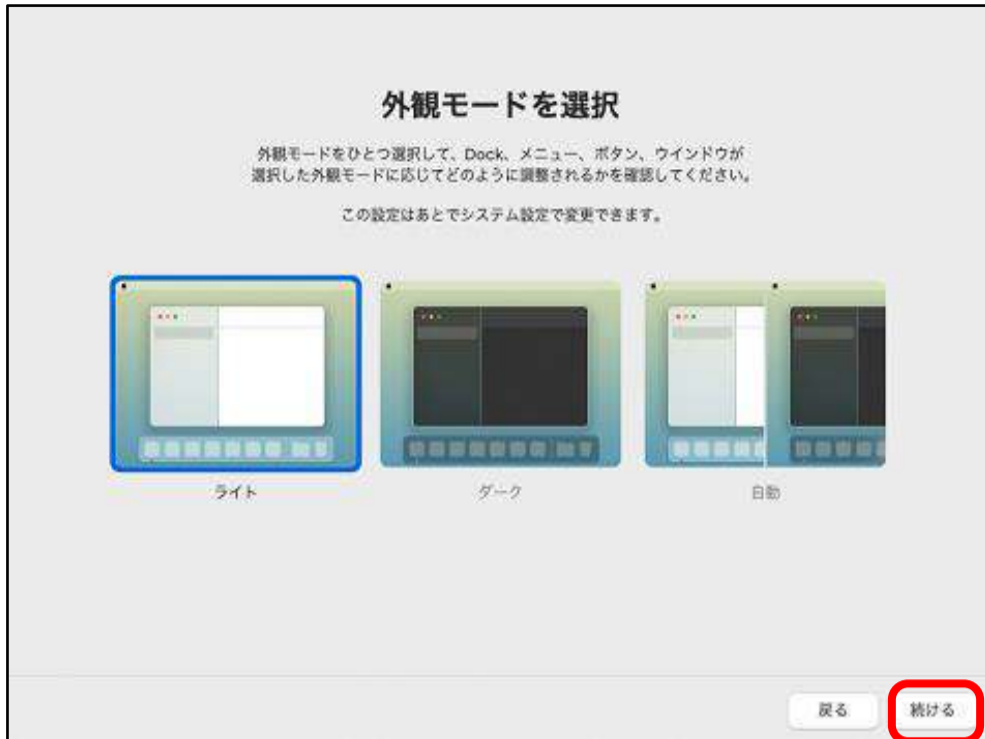 外観モードを選択
外観モードをひとつ選択して、Dock、メニュー、ボタン、ウインドウが
選択した外観モードに応じてどのように調整されるかを確認してください。
この設定はあとでシステム設定で変更できます。
ライト
ダーク
自動
戻る
続ける